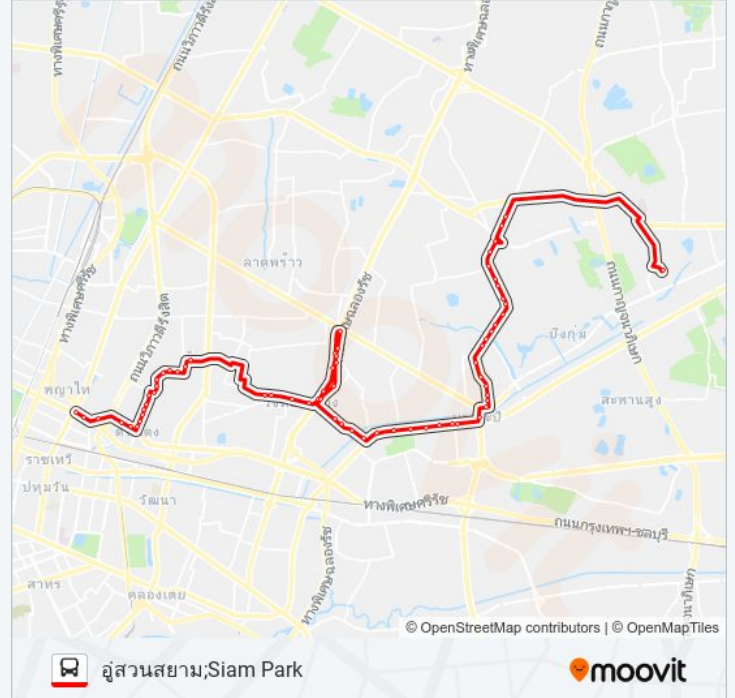 ทางพิเศษศรีรัช
ถนนวิภาวดีรังสิต
ทางพิเศษฉลองรัช
ลาดพร้าว
ทางพิเศษศรีรัช
ถนนวิภาวดีรังสิต
ถนนกาญจนาภิเษก
บึงกุ่ม
พญาไท
สะพานสูง
ราชเทวี
ปทุมวัน
วัฒนา
ทางพิเศษศรีรัช
ถนนกรุงเทพฯ-ชลบุรี
สาทร
คลองเตย
ทางพิเศษฉลองรัช
© OpenStreetMap contributors | © OpenMapTiles
อู่สวนสยาม;Siam Park
moovit